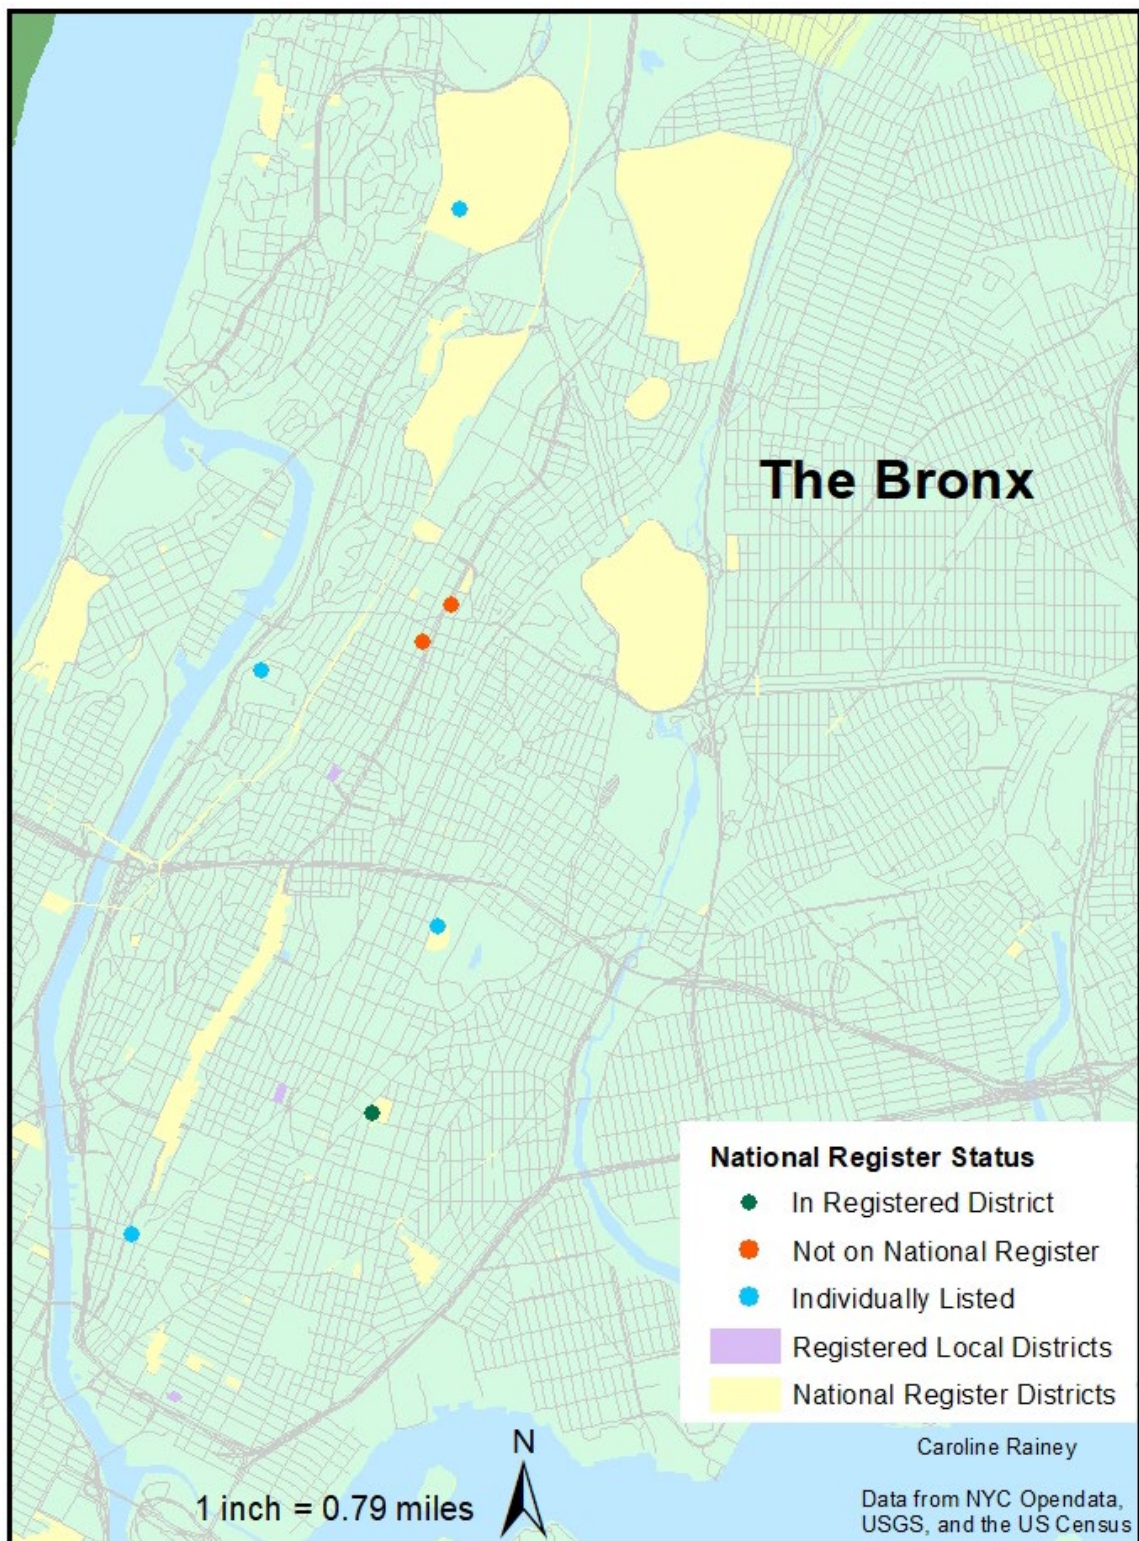 The Bronx
National Register Status
In Registered District
Not on National Register
Individually Listed
Registered Local Districts
National Register Districts
Caroline Rainey
N
1 inch = 0.79 miles
Data from NYC Opendata,
USGS, and the US Census